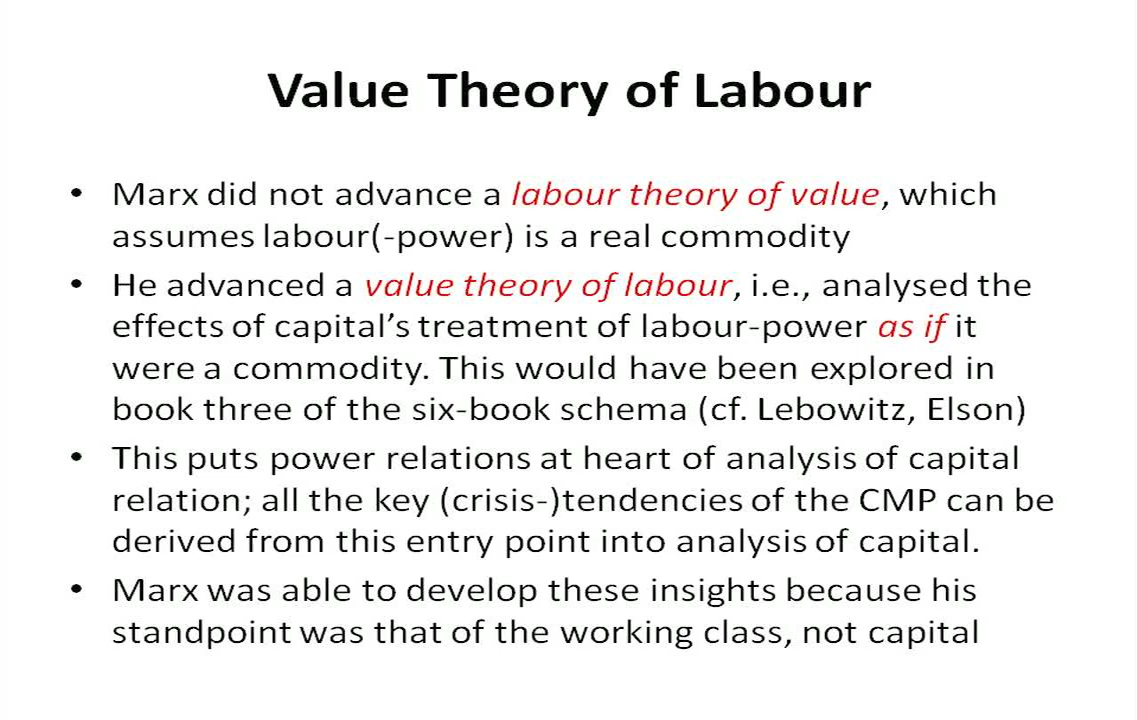 Value Theory of Labour
• Marx did not advance a labour theory of value, which
assumes labour(-power) is a real commodity
• He advanced a value theory of labour, i.e., analysed the
effects of capital's treatment of labour-power as if it
were a commodity. This would have been explored in
book three of the six-book schema (cf. Lebowitz, Elson)
• This puts power relations at heart of analysis of capital
relation; all the key (crisis-)tendencies of the CMP can be
derived from this entry point into analysis of capital.
• Marx was able to develop these insights because his
standpoint was that of the working class, not capital